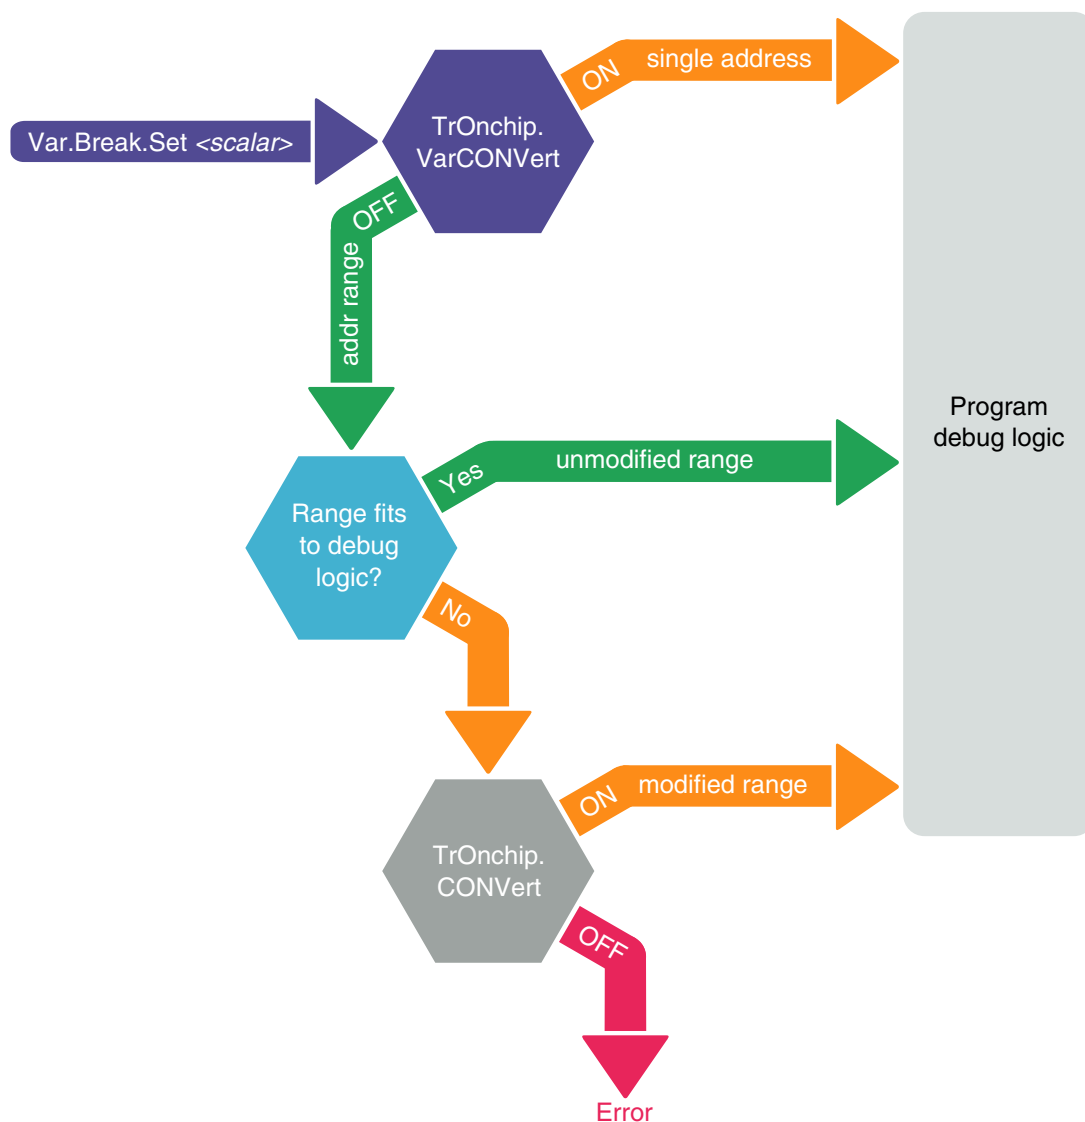 ON
single address
Var.Break.Set <scalar>
TrOnchip.
VarCONVert
OFF
addr range
Program
debug logic
Yes
unmodified range
Range fits
to debug
logic?
No
ON
modified range
TrOnchip.
CONVert
OFF
Error